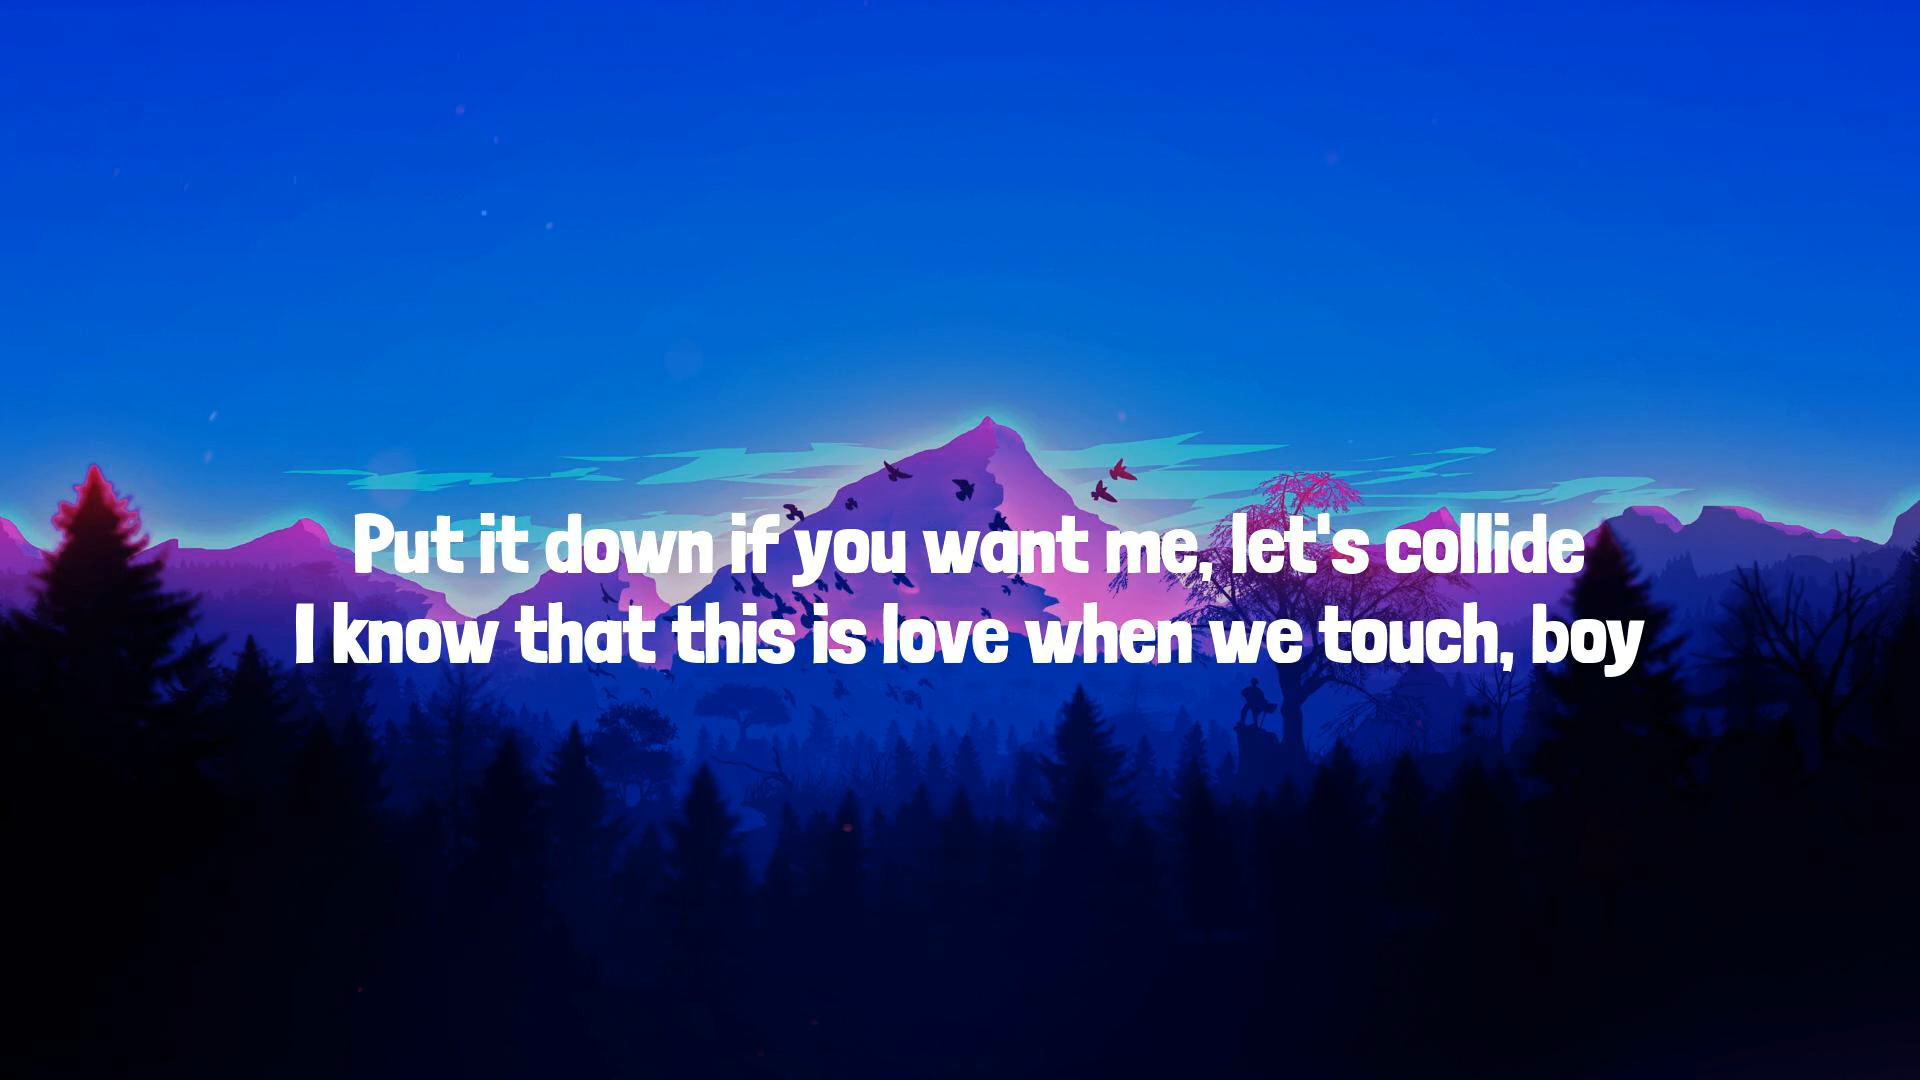 Put it down if you want me, let's collide
I know that this is love when we touch, boy